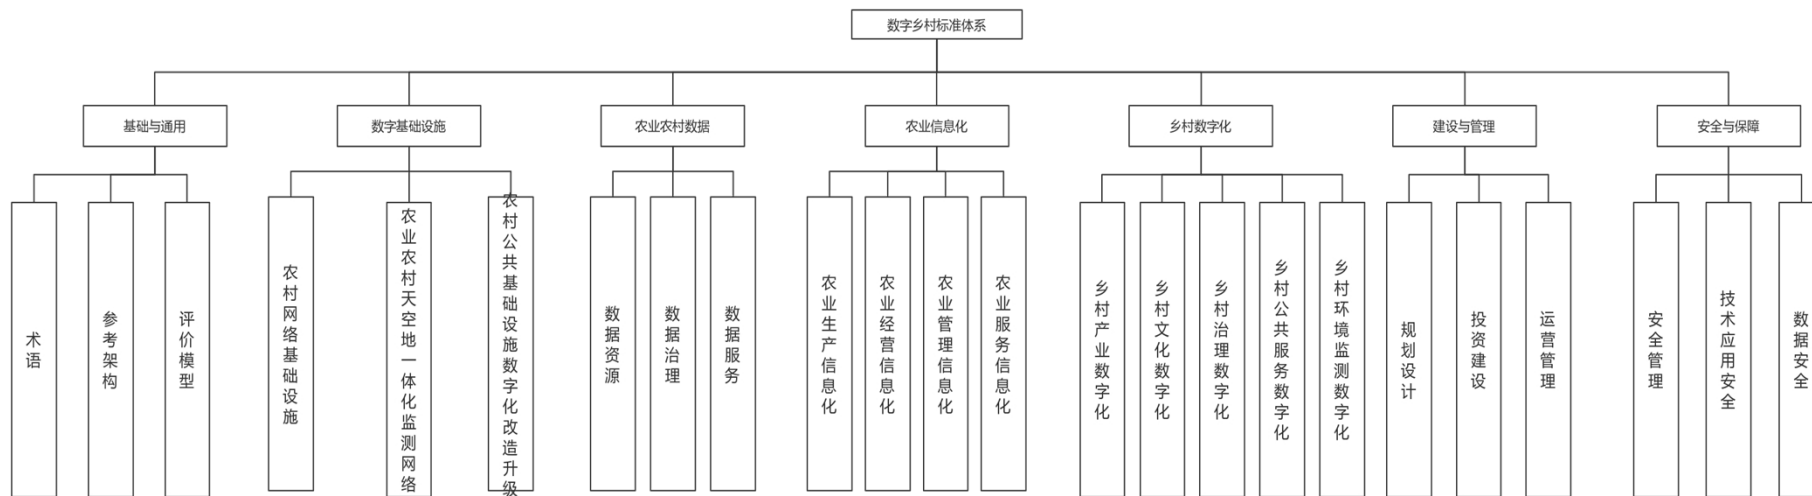 数字乡村标准体系
基础与通用
数字基础设施
农业农村数据
农业信息化
乡村数字化
建设与管理
安全与保障
术语
参考架构
评价模型
农村网络基础设施
农业农村天空地一体化监测网络
农村公共基础设施数字化改造升级
数据资源
数据治理
数据服务
农业生产信息化
农业经营信息化
农业管理信息化
农业服务信息化
乡村产业数字化
乡村文化数字化
乡村治理数字化
乡村公共服务数字化
乡村环境监测数字化
规划设计
投资建设
运营管理
安全管理
技术应用安全
数据安全